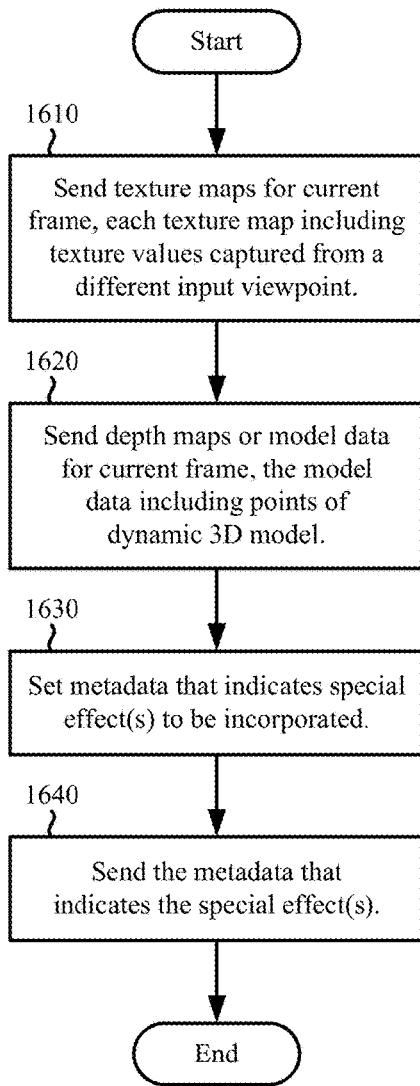 Start
1610
Send texture maps for current
frame, each texture map including
texture values captured from a
different input viewpoint.
1620
Send depth maps or model data
for current frame, the model
data including points of
dynamic 3D model.
1630
Set metadata that indicates special
effect(s) to be incorporated.
1640
Send the metadata that
indicates the special effect(s).
End